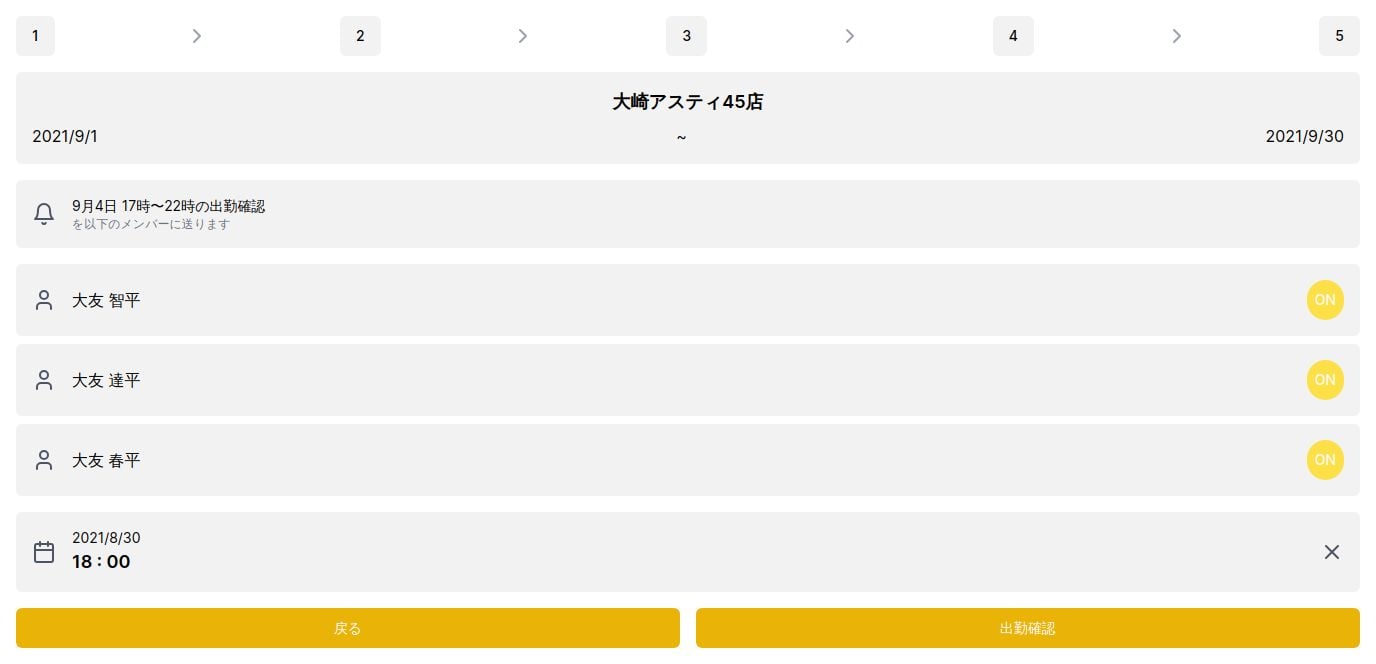 1
2
3
4
5
大崎アスティ45店
2021/9/1 ~ 2021/9/30
9月4日 17時〜22時の出勤確認
を以下のメンバーに送ります
大友 智平 ON
大友 達平 ON
大友 春平 ON
2021/8/30
18 : 00
戻る 出勤確認